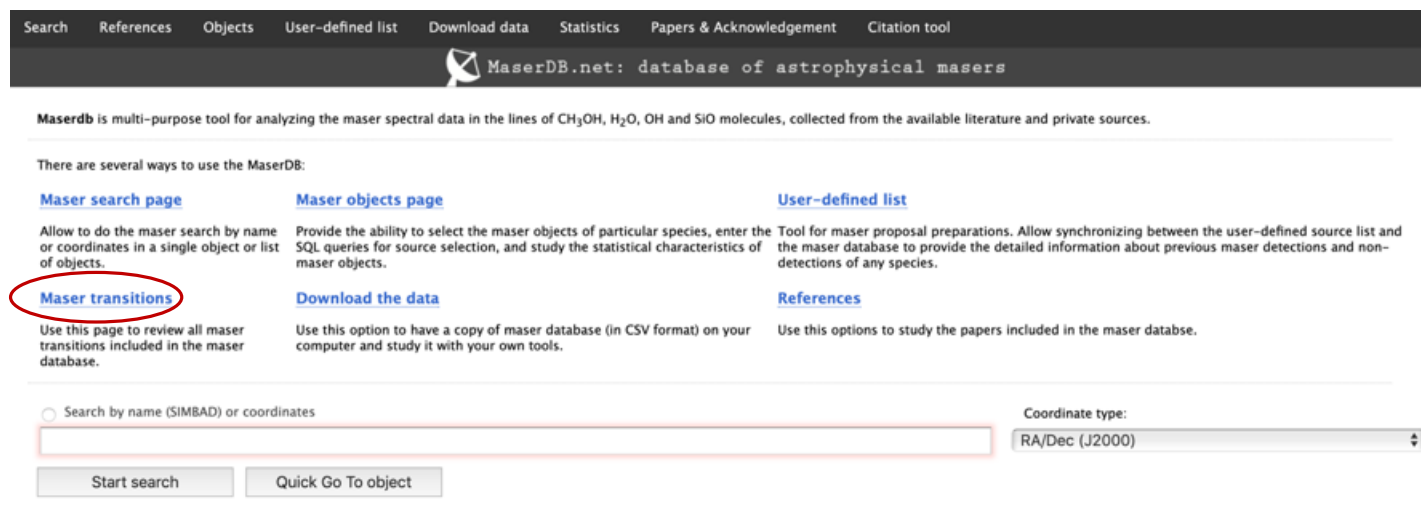 Search References Objects User-defined list Download data Statistics Papers & Acknowledgement Citation tool
MaserDB.net: database of astrophysical masers
Maserdb is multi-purpose tool for analyzing the maser spectral data in the lines of CH3OH, H2O, OH and SiO molecules, collected from the available literature and private sources.
There are several ways to use the MaserDB:
Maser search page
Allow to do the maser search by name
or coordinates in a single object or list
of objects.
Maser objects page
Provide the ability to select the maser objects of particular species, enter the
SQL queries for source selection, and study the statistical characteristics of
maser objects.
User-defined list
Tool for maser proposal preparations. Allow synchronizing between the user-defined source list and
the maser database to provide the detailed information about previous maser detections and non-
detections of any species.
Maser transitions
Use this page to review all maser
transitions included in the maser
database.
Download the data
Use this option to have a copy of maser database (in CSV format) on your
computer and study it with your own tools.
References
Use this options to study the papers included in the maser databse.
Search by name (SIMBAD) or coordinates
Coordinate type:
RA/Dec (J2000)
Start search Quick Go To object